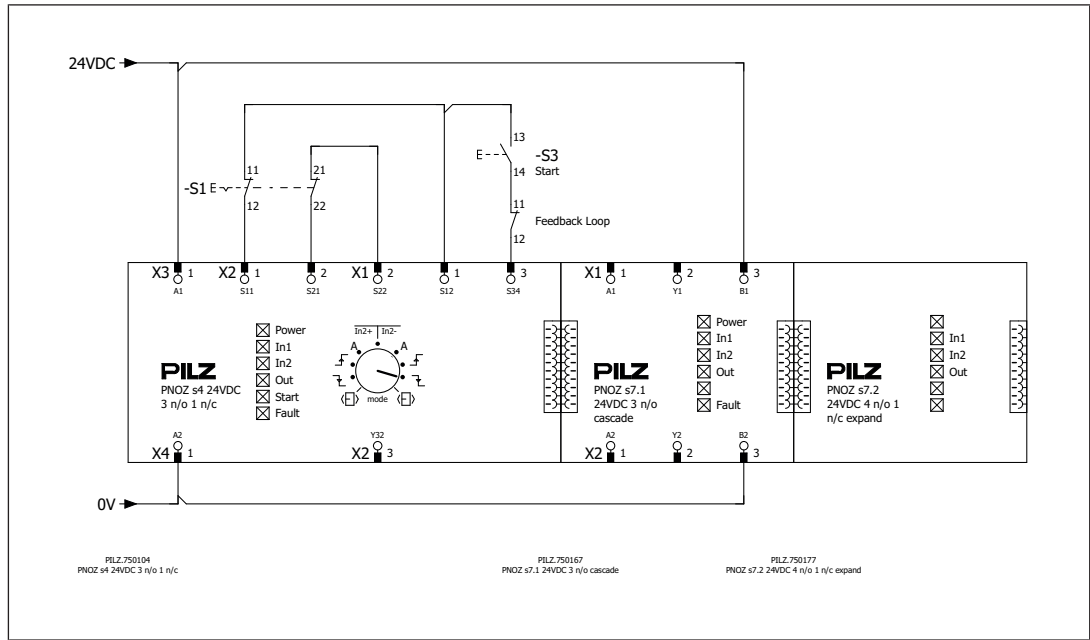 24VDC
13
-S3
14 Start
11 21
-S1 E
12 22
11
Feedback Loop
12
E
X3 1 X2 1 2 X1 2 1 3 X1 1 2 3
A1 S11 S21 S22 S12 S34 A1 Y1 B1
Power
In1
In2
Out
Start
Fault
In2+ In2-
A A
mode
PILZ
PNOZ s4 24VDC
3 n/o 1 n/c
Power
In1
In2
Out
Fault
PILZ
PNOZ s7.1
24VDC 3 n/o
cascade
In1
In2
Out
PILZ
PNOZ s7.2
24VDC 4 n/o 1
n/c expand
A2 Y32 A2 Y2 B2
X4 1 X2 3 X2 1 2 3
0V
PILZ.750104
PNOZ s4 24VDC 3 n/o 1 n/c
PILZ.750167
PNOZ s7.1 24VDC 3 n/o cascade
PILZ.750177
PNOZ s7.2 24VDC 4 n/o 1 n/c expand